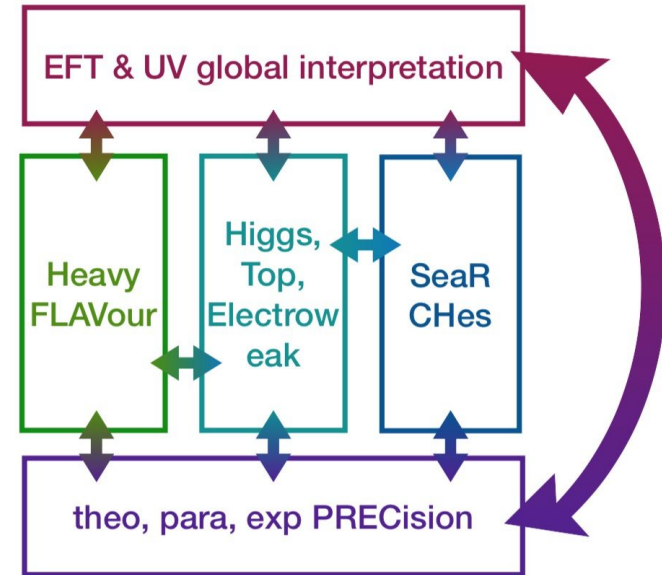 EFT & UV global interpretation
Heavy
FLAVour
Higgs,
Top,
Electrow
eak
SeaR
CHes
theo, para, exp PRECision